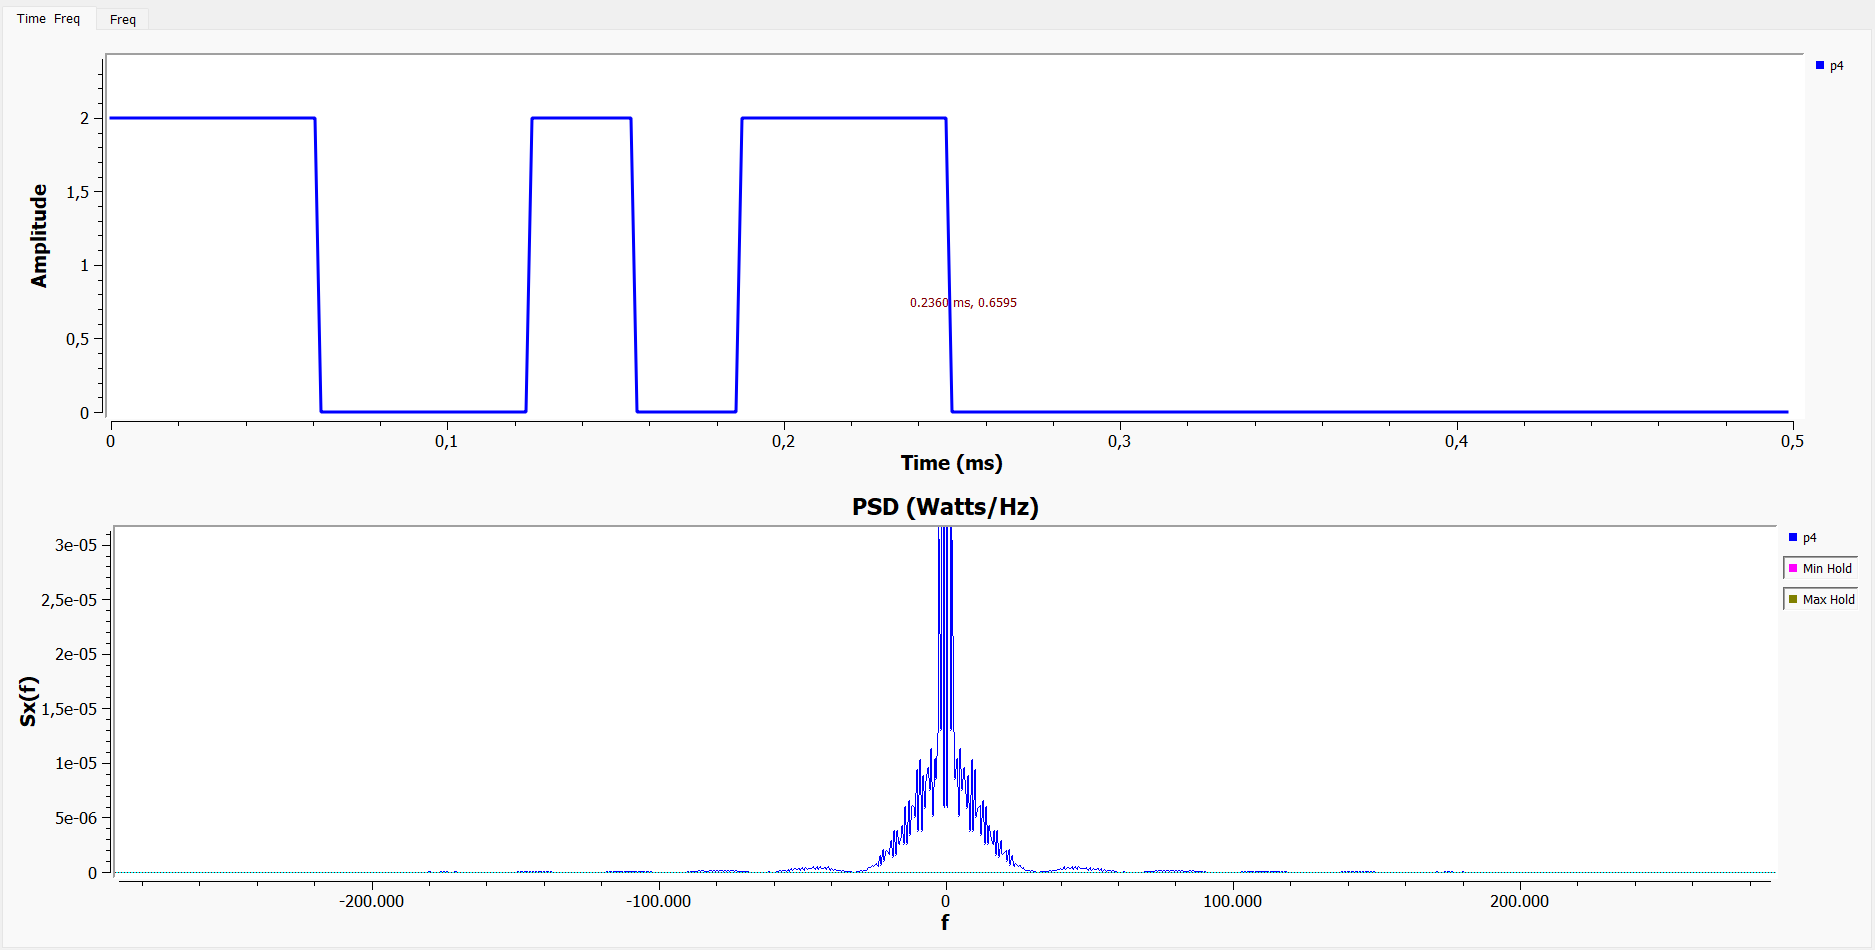 Time Freq
Freq
p4
Amplitude
2
1,5
1
0,5
0
0.2360 ms, 0.6595
0
0,1
0,2
0,3
0,4
0,5
Time (ms)
PSD (Watts/Hz)
p4
Min Hold
Max Hold
Sx(f)
3e-05
2,5e-05
2e-05
1,5e-05
1e-05
5e-06
0
-200.000
-100.000
0
100.000
200.000
f